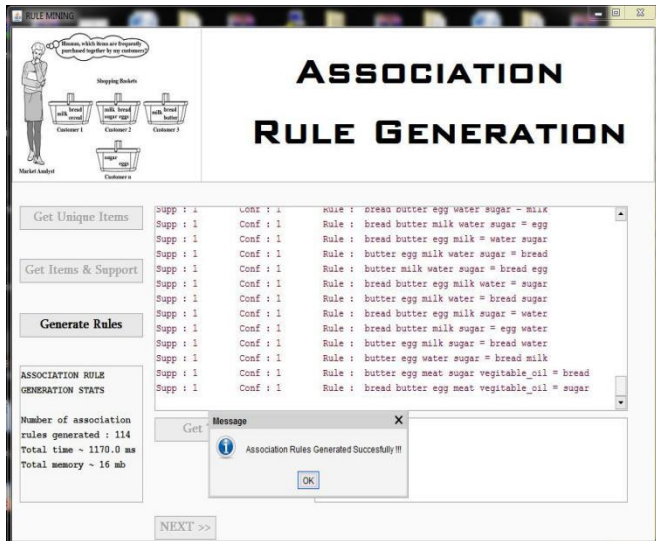 RULE MINING
Hmmm, which items are frequently
purchased together by my customers?
Shopping Baskets
milk bread
cereal
milk bread
sugar eggs
milk bread
butter
Customer 1
Customer 2
Customer 3
sugar
eggs
Market Analyst
Customer n
ASSOCIATION
RULE GENERATION
Get Unique Items
Get Items & Support
Generate Rules
ASSOCIATION RULE
GENERATION STATS
Number of association
rules generated : 114
Total time ~ 1170.0 ms
Total memory ~ 16 mb
Supp : 1 Conf : 1 Rule : bread butter egg water sugar = milk
Supp : 1 Conf : 1 Rule : bread butter milk water sugar = egg
Supp : 1 Conf : 1 Rule : bread butter egg milk = water sugar
Supp : 1 Conf : 1 Rule : butter egg milk water sugar = bread
Supp : 1 Conf : 1 Rule : butter milk water sugar = bread egg
Supp : 1 Conf : 1 Rule : bread butter egg milk water = sugar
Supp : 1 Conf : 1 Rule : butter egg milk water = bread sugar
Supp : 1 Conf : 1 Rule : bread butter egg milk sugar = water
Supp : 1 Conf : 1 Rule : bread butter milk sugar = egg water
Supp : 1 Conf : 1 Rule : butter egg milk sugar = bread water
Supp : 1 Conf : 1 Rule : butter egg water sugar = bread milk
Supp : 1 Conf : 1 Rule : butter egg meat sugar vegitable_oil = bread
Supp : 1 Conf : 1 Rule : bread butter egg meat vegitable_oil = sugar
Get
Message
X
Association Rules Generated Succesfully !!!
OK
NEXT >>